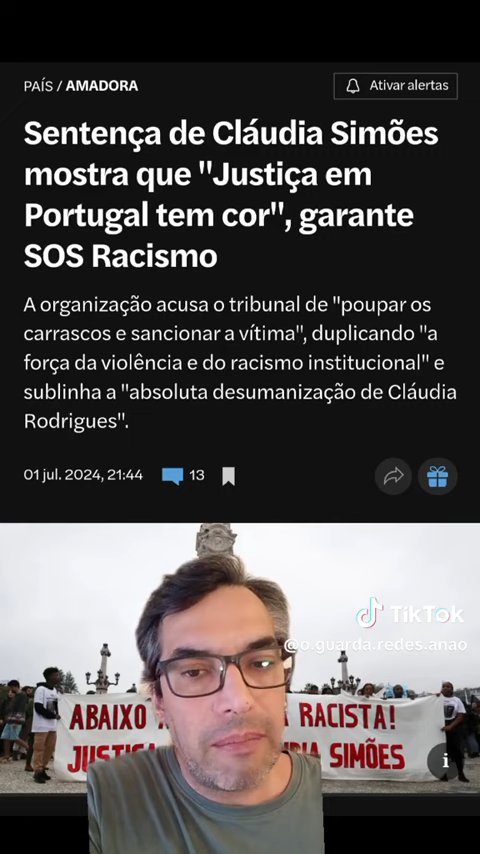 PAÍS / AMADORA
Ativar alertas
Sentença de Cláudia Simões
mostra que "Justiça em
Portugal tem cor", garante
SOS Racismo
A organização acusa o tribunal de "poupar os
carrascos e sancionar a vítima", duplicando "a
força da violência e do racismo institucional" e
sublinha a "absoluta desumanização de Cláudia
Rodrigues".
01 jul. 2024, 21:44
13
TikTok
@o.guarda.redes.anao
ABAIXO RACISTA!
SIMÕES
i